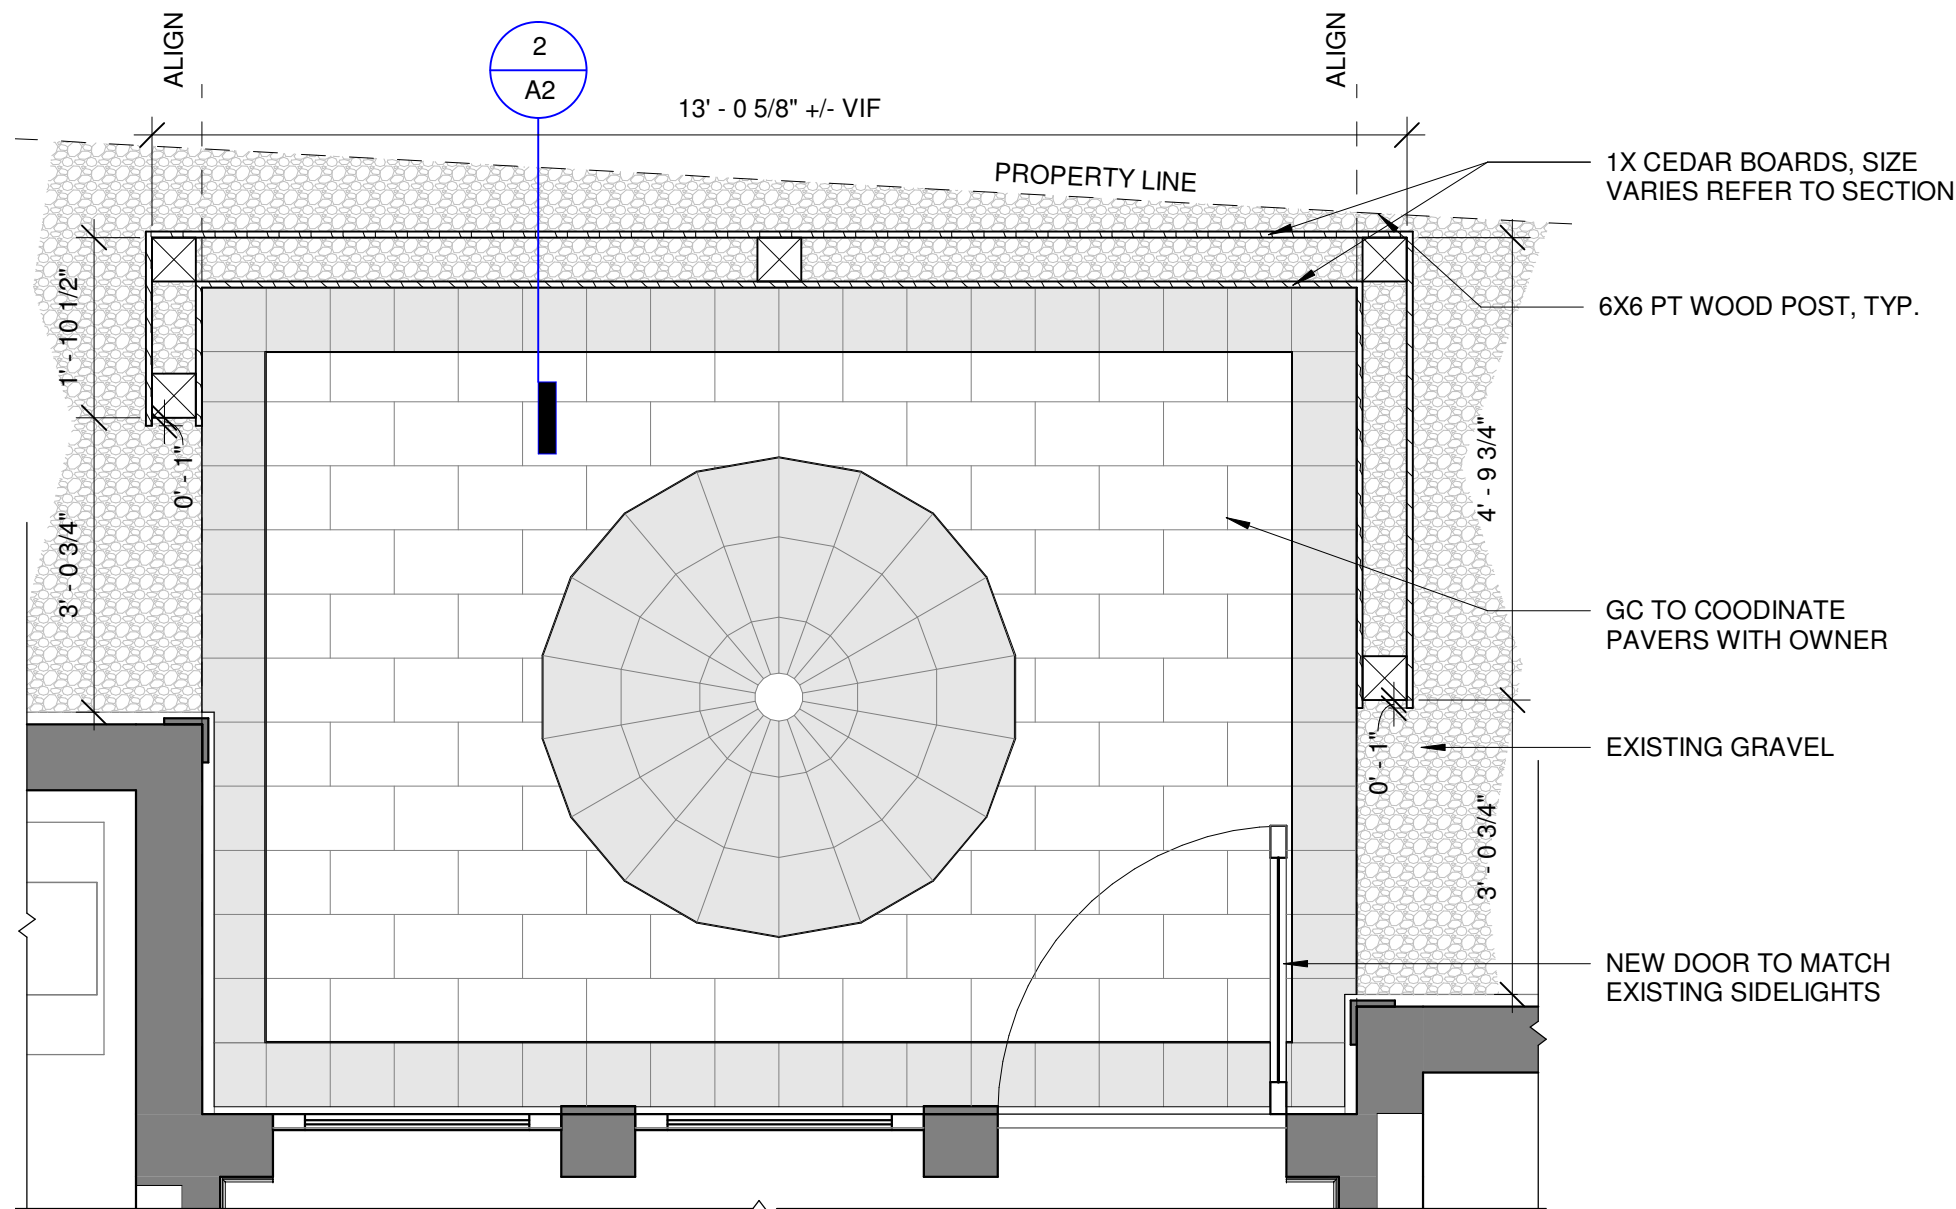 ALIGN
2
A2
13' - 0 5/8" +/- VIF
ALIGN
PROPERTY LINE
1X CEDAR BOARDS, SIZE
VARIES REFER TO SECTION
6X6 PT WOOD POST, TYP.
1' - 10 1/2"
0' - 1"
3' - 0 3/4"
4' - 9 3/4"
GC TO COODINATE
PAVERS WITH OWNER
0' - 1"
EXISTING GRAVEL
3' - 0 3/4"
NEW DOOR TO MATCH
EXISTING SIDELIGHTS